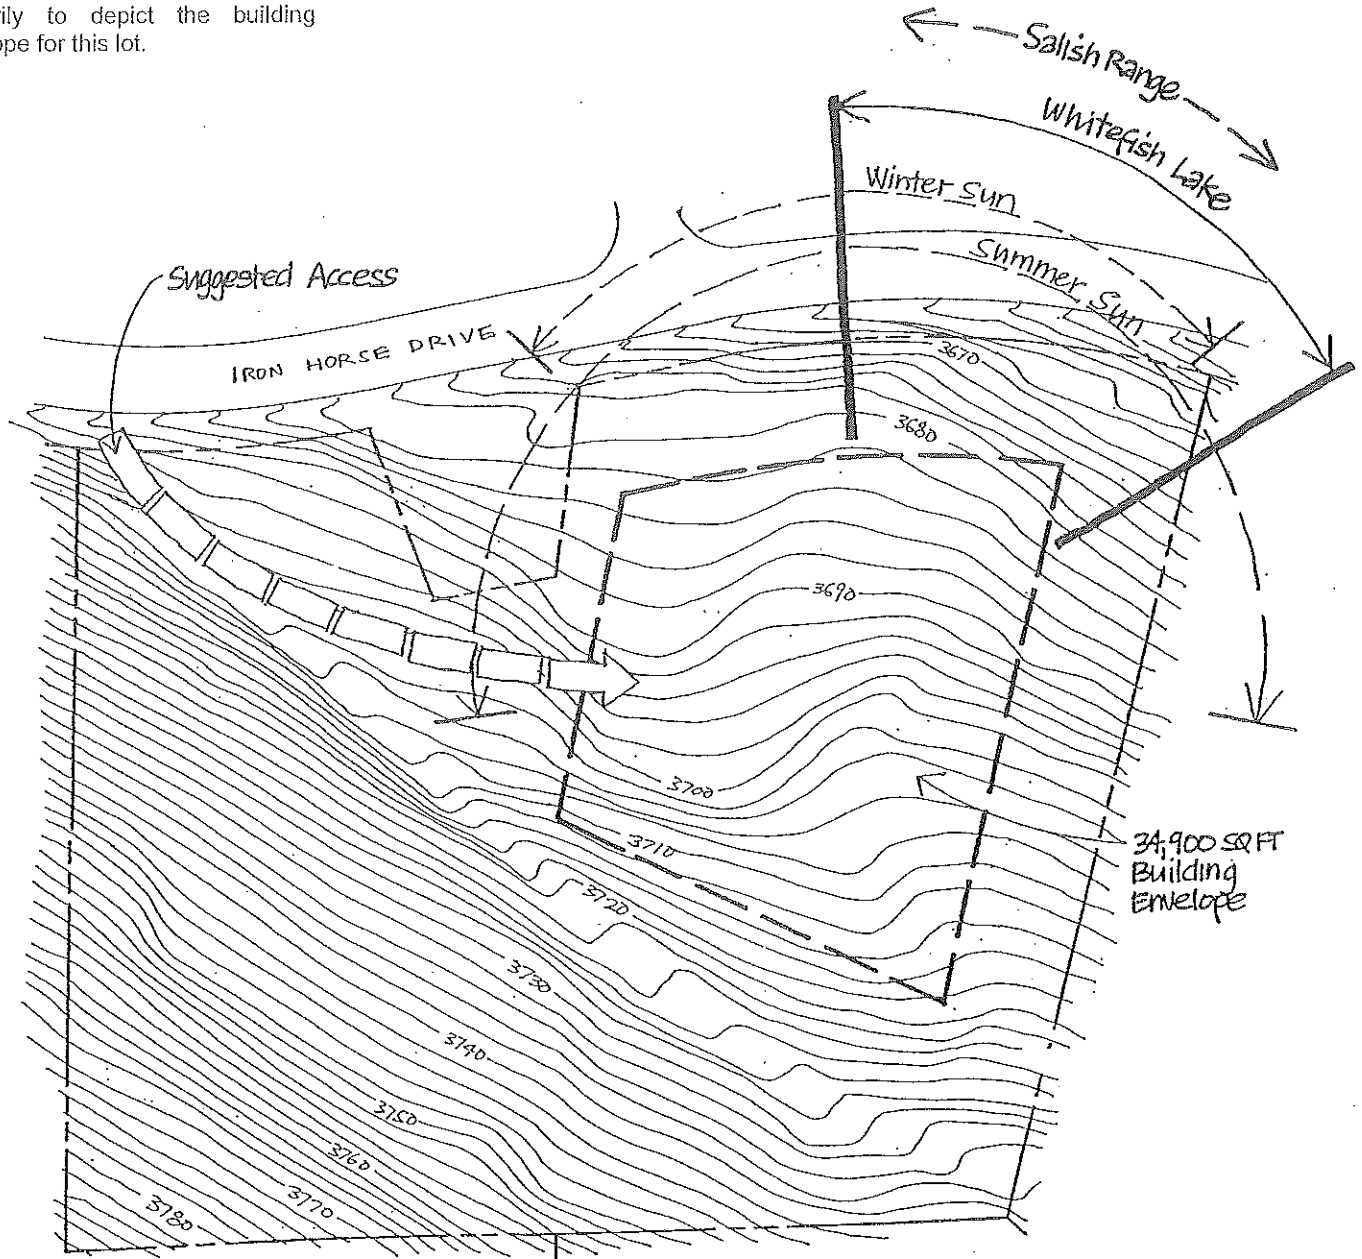 to depict the building
for this lot.
Salish Range
Whitefish Lake
Winter Sun
Summer Sun
Suggested Access
IRON HORSE DRIVE
3670
3680
3690
3700
3710
34,900 SQ FT
Building
Envelope
3720
3730
3740
3750
3760
3770
3780